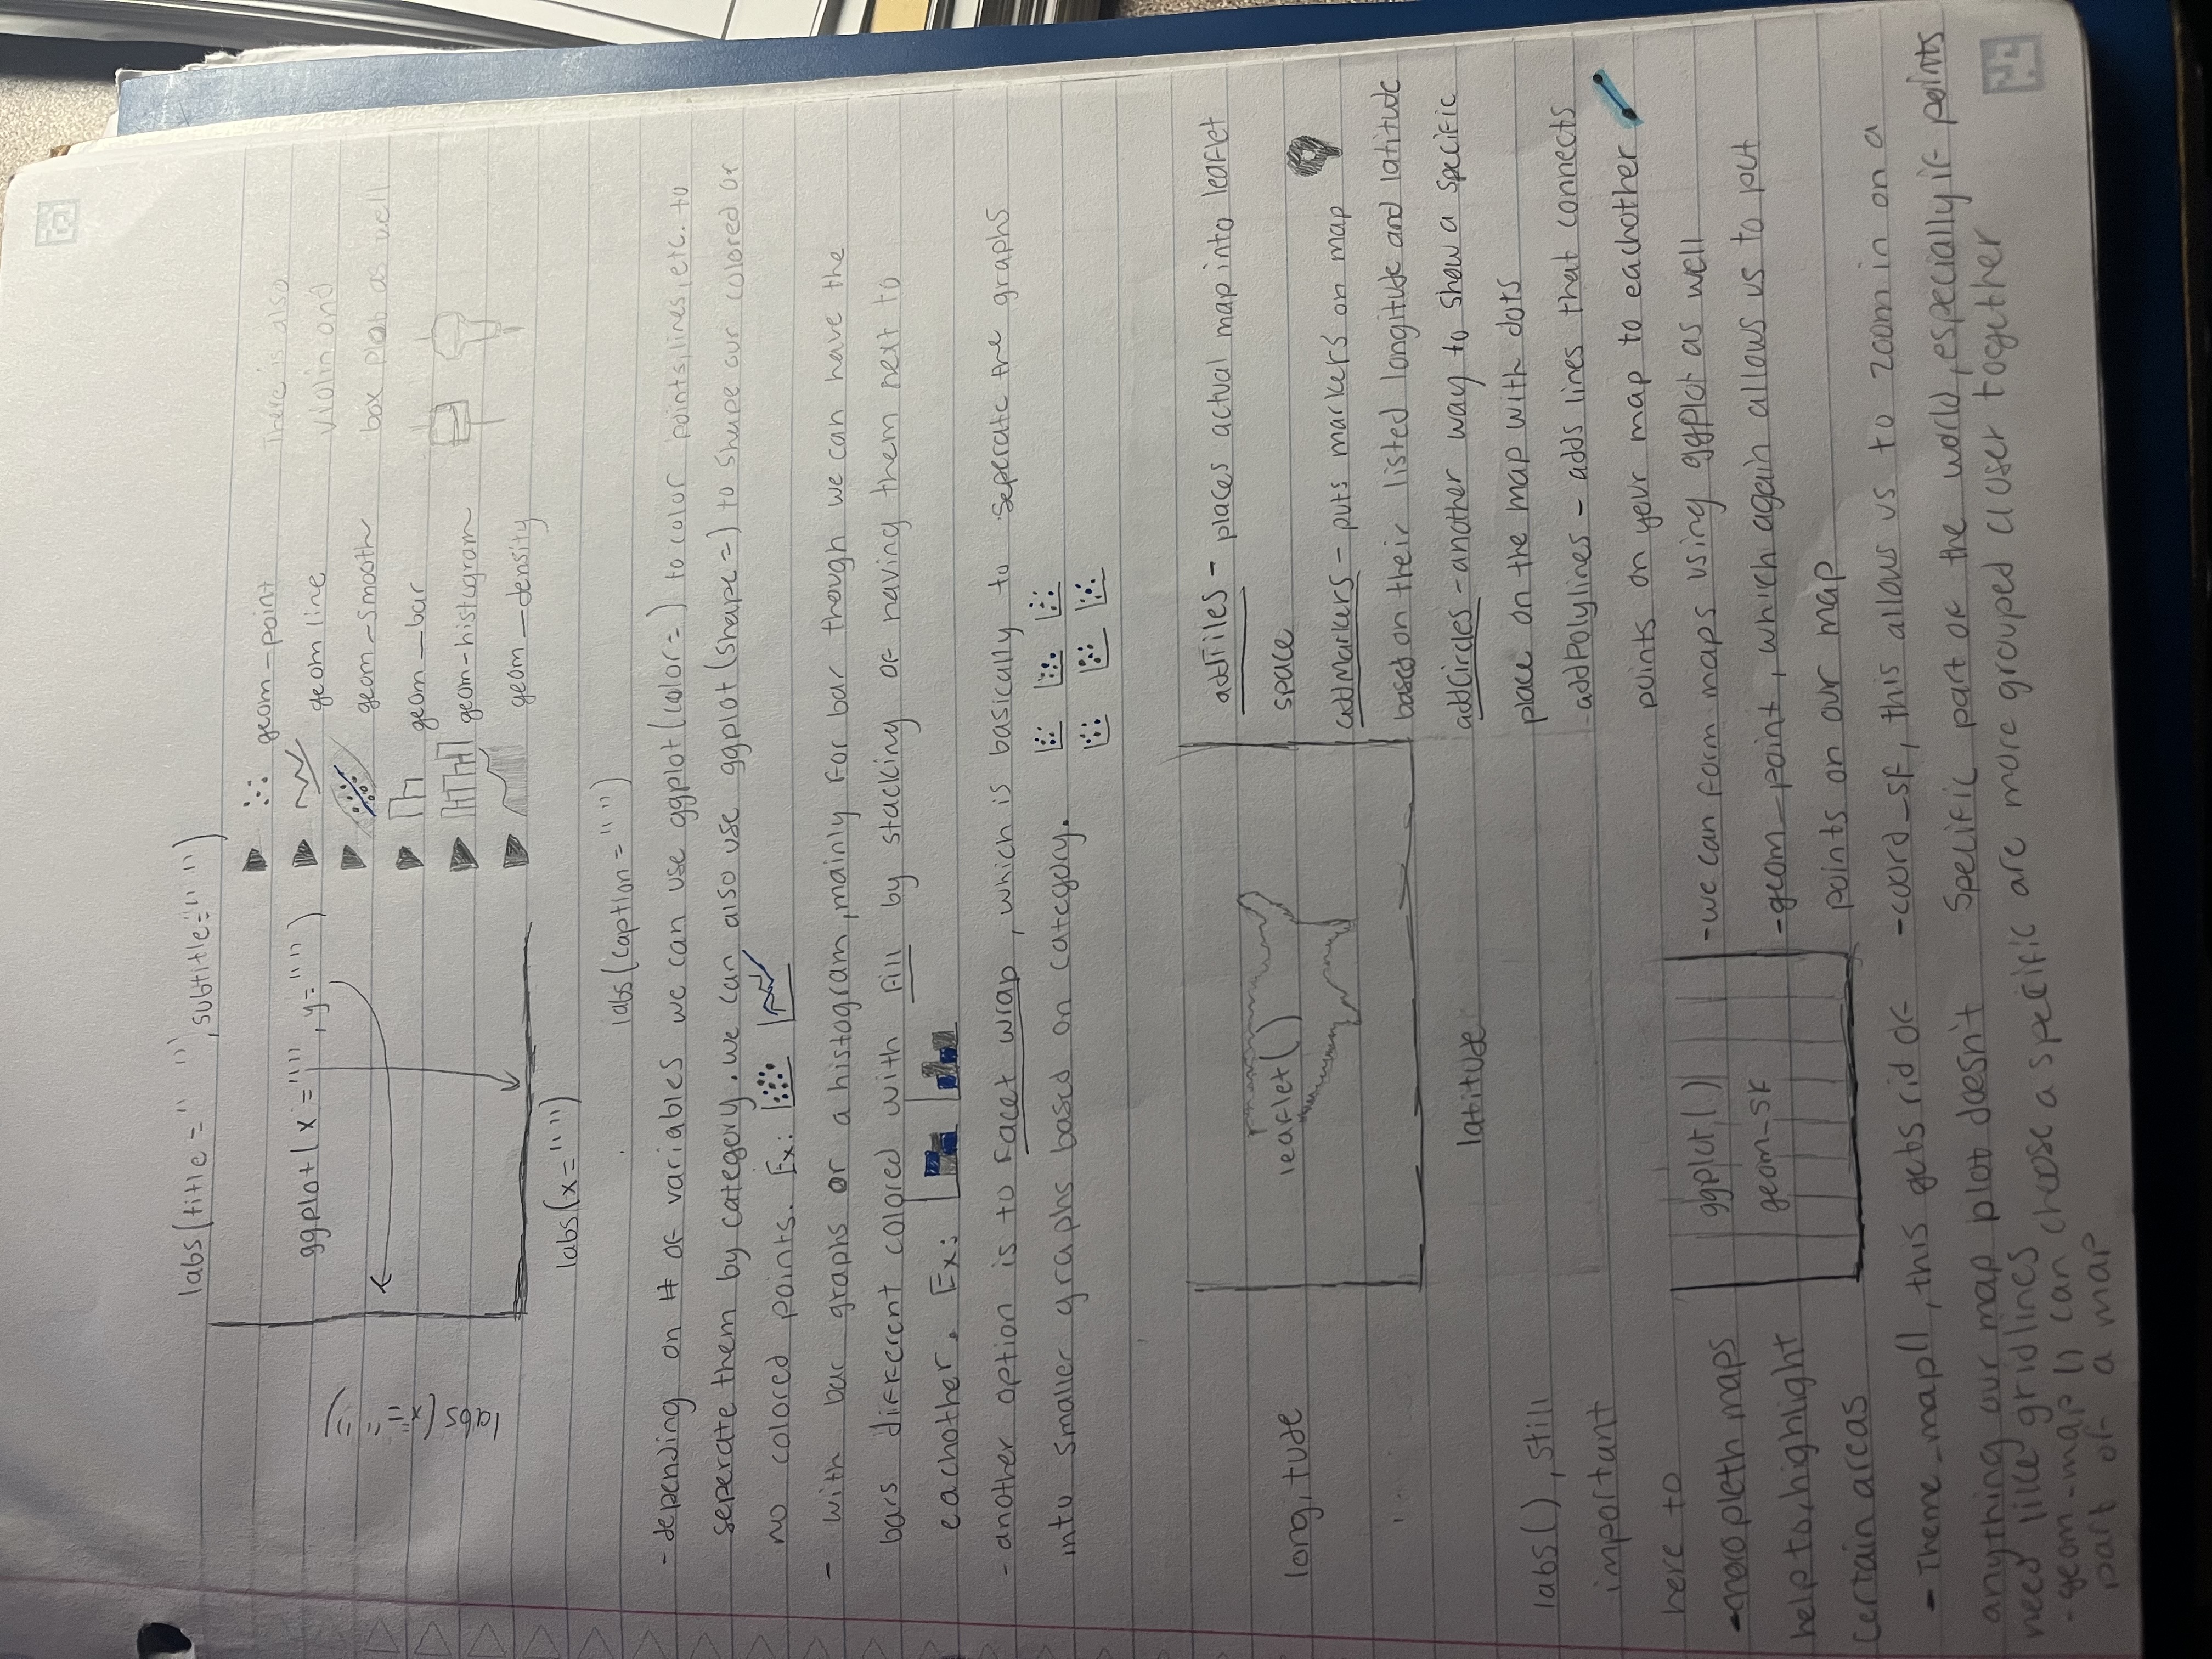 labs(title = " ", subtitle=" ")
ggplot( x = "", y= "" )
labs(x="")
labs(x= " ")
labs(caption = " ")
geom-point
geom line
geom-smooth
geom_bar
geom-histogram
geom_density
There is also
violin and
box plot as well
- depending on # of variables we can use ggplot(color= ) to color points, lines, etc. to
seperate them by category. we can also use ggplot(shape =) to shape our colored or
no colored points. Ex:
- with bar graphs or a histogram, mainly for bar though we can have the
bars different colored with fill by stacking or having them next to
eachother. Ex:
- another option is to facet wrap, which is basically to seperate the graphs
into smaller graphs based on category.
longitude
leaflet( )
latitude
addTiles - places actual map into leaflet
space
addMarkers - puts markers on map
based on their listed longitude and latitude
addCircles - another way to show a specific
place on the map with dots
addPolylines - adds lines that connects
points on your map to eachother
labs( ), still
important
here to
- choropleth maps
help to highlight
certain areas
ggplot( )
geom_sf
- we can form maps using ggplot as well
- geom_point, which again allows us to put
points on our map
- coord_sf, this allows us to zoom in on a
specific part of the world, especially if points
are more grouped closer together
- Theme_map(), this gets rid of
anything our map plot doesn't
need like gridlines
- geom-map () can choose a specific
part of a map